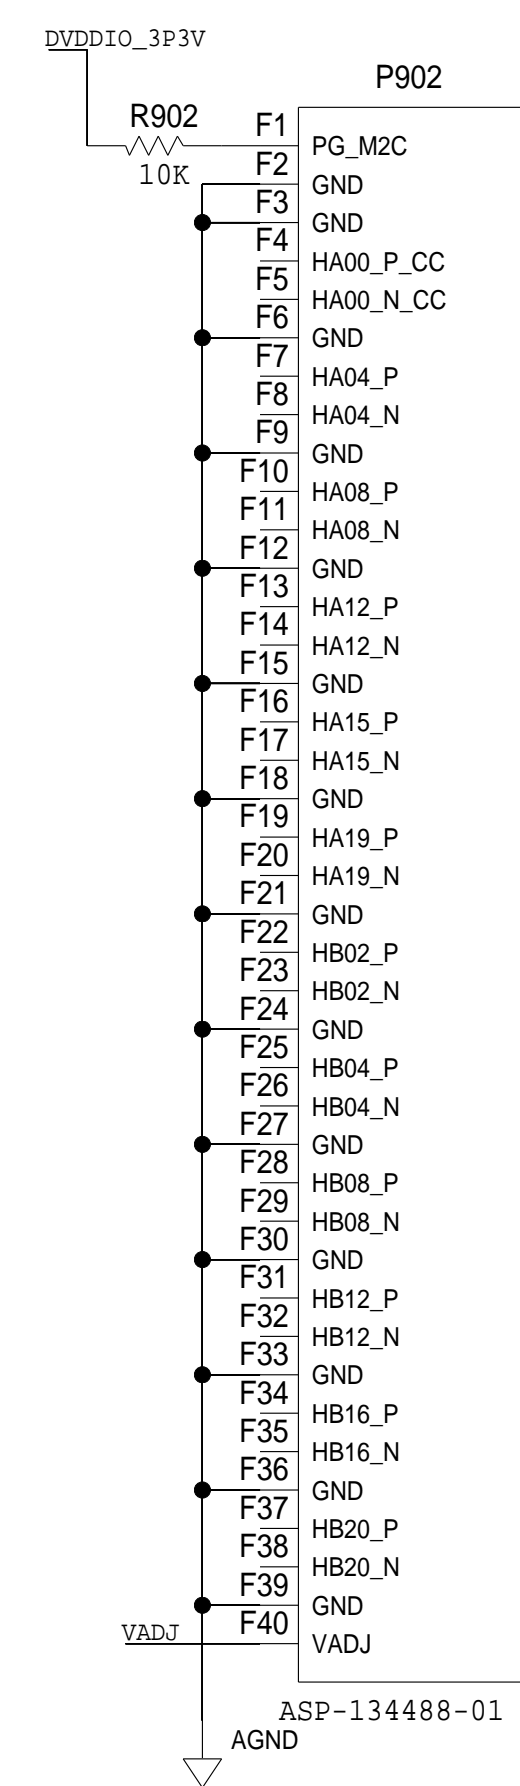 DVDDIO_3P3V
P902
R902
10K
F1 PG_M2C
F2 GND
F3 GND
F4 HA00_P_CC
F5 HA00_N_CC
F6 GND
F7 HA04_P
F8 HA04_N
F9 GND
F10 HA08_P
F11 HA08_N
F12 GND
F13 HA12_P
F14 HA12_N
F15 GND
F16 HA15_P
F17 HA15_N
F18 GND
F19 HA19_P
F20 HA19_N
F21 GND
F22 HB02_P
F23 HB02_N
F24 GND
F25 HB04_P
F26 HB04_N
F27 GND
F28 HB08_P
F29 HB08_N
F30 GND
F31 HB12_P
F32 HB12_N
F33 GND
F34 HB16_P
F35 HB16_N
F36 GND
F37 HB20_P
F38 HB20_N
F39 GND
VADJ F40 VADJ
ASP-134488-01
AGND